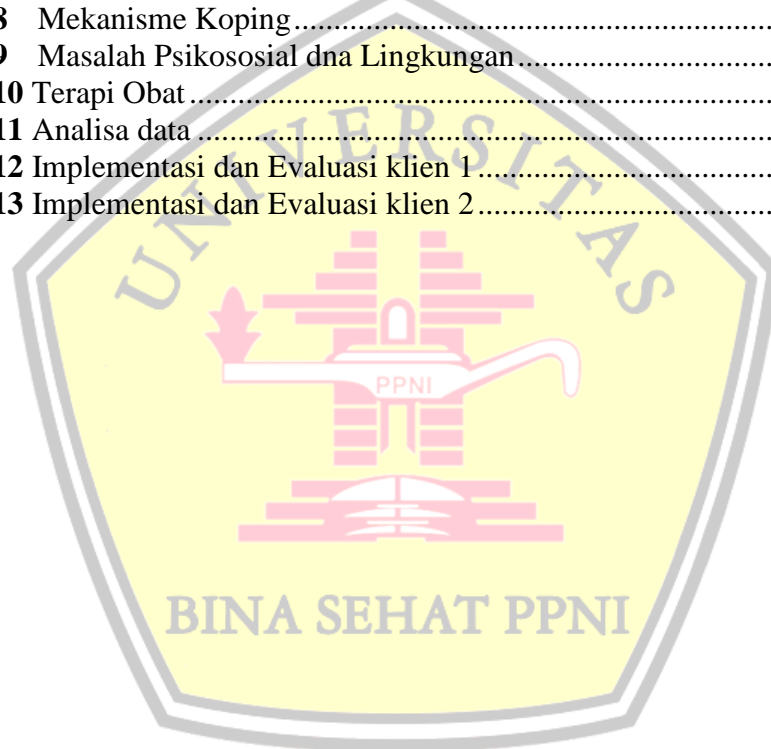 8 Mekanisme Koping................................................................
9 Masalah Psikososial dna Lingkungan................................
10 Terapi Obat.............................................................................
11 Analisa data............................................................................
12 Implementasi dan Evaluasi klien 1.....................................
13 Implementasi dan Evaluasi klien 2.....................................
UNIVERSITAS
PPNI
BINA SEHAT PPNI